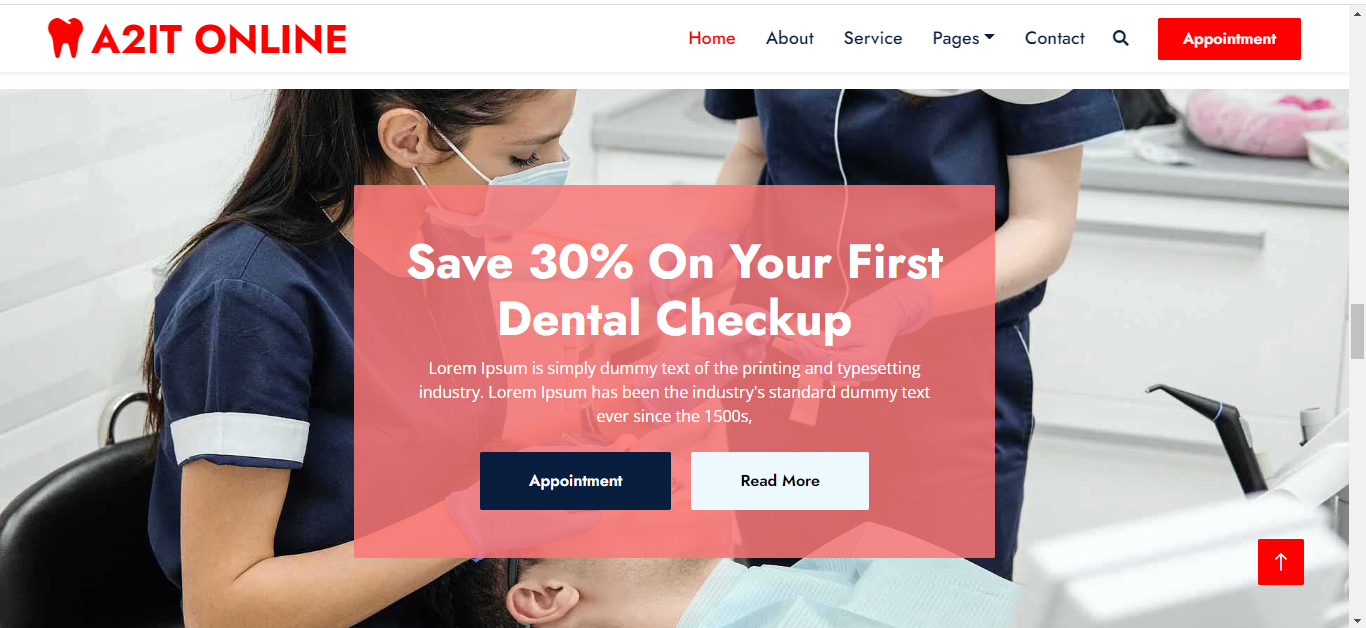 A2IT ONLINE
Home About Service Pages Contact Appointment
Save 30% On Your First
Dental Checkup
Lorem Ipsum is simply dummy text of the printing and typesetting
industry. Lorem Ipsum has been the industry's standard dummy text
ever since the 1500s,
Appointment Read More